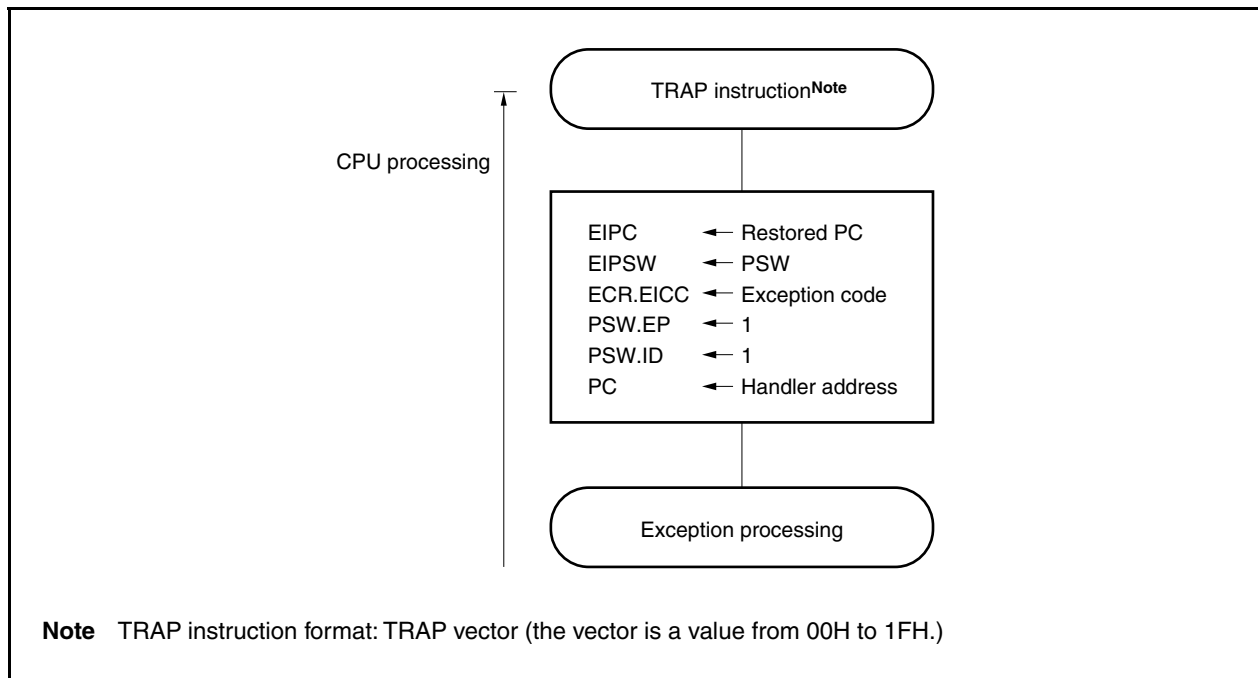 TRAP instructionNote
CPU processing
EIPC ← Restored PC
EIPSW ← PSW
ECR.EICC ← Exception code
PSW.EP ← 1
PSW.ID ← 1
PC ← Handler address
Exception processing
Note TRAP instruction format: TRAP vector (the vector is a value from 00H to 1FH.)